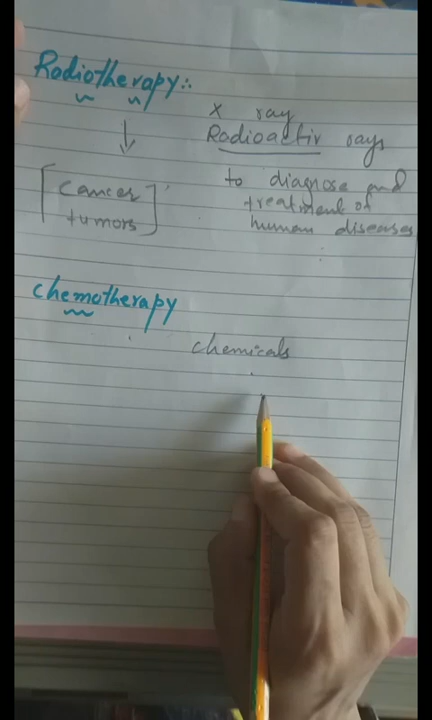 Radiotherapy:
x ray
Radioactiv rays
to diagnose and
treatment of
human diseases
Cancer
tumors
chemotherapy
chemicals